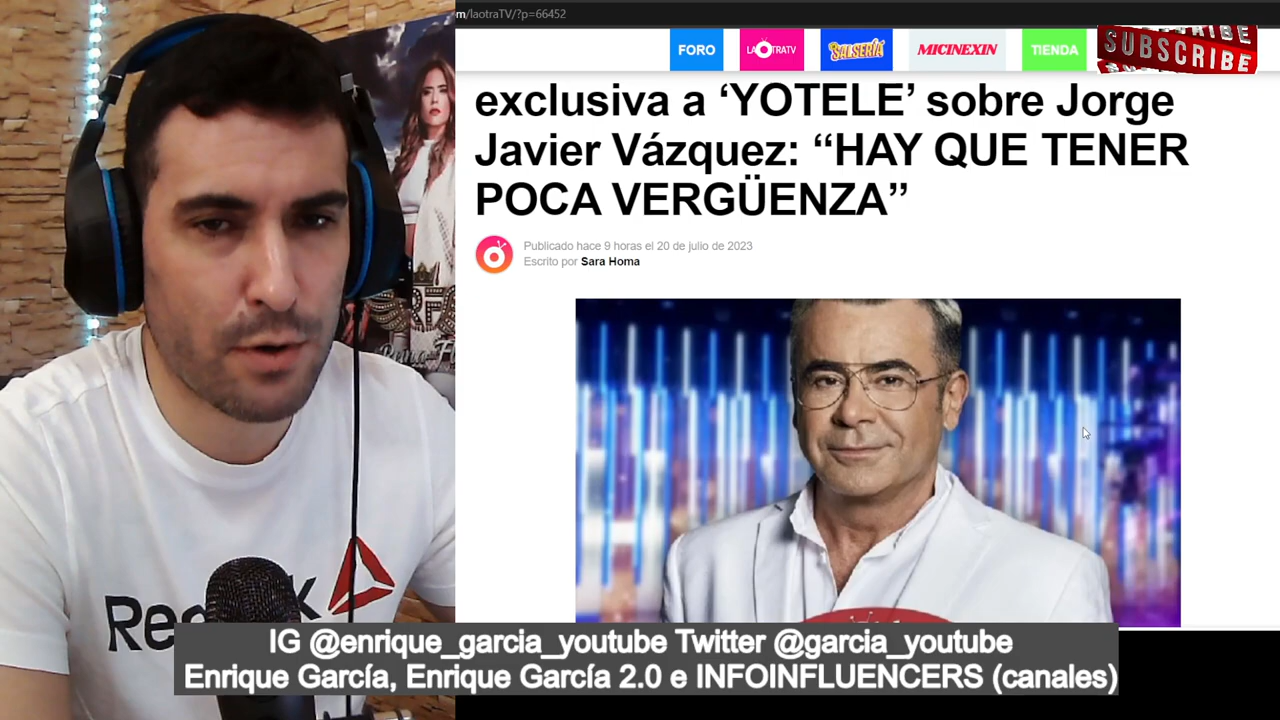 m/laotraTV/?p=66452
FORO
LA OTRATV
SALSERÍA
MICINEXIN
TIENDA
SUBSCRIBE
exclusiva a ‘YOTELE’ sobre Jorge
Javier Vázquez: “HAY QUE TENER
POCA VERGÜENZA”
Publicado hace 9 horas el 20 de julio de 2023
Escrito por Sara Homa
IG @enrique_garcia_youtube Twitter @garcia_youtube
Enrique García, Enrique García 2.0 e INFOINFLUENCERS (canales)